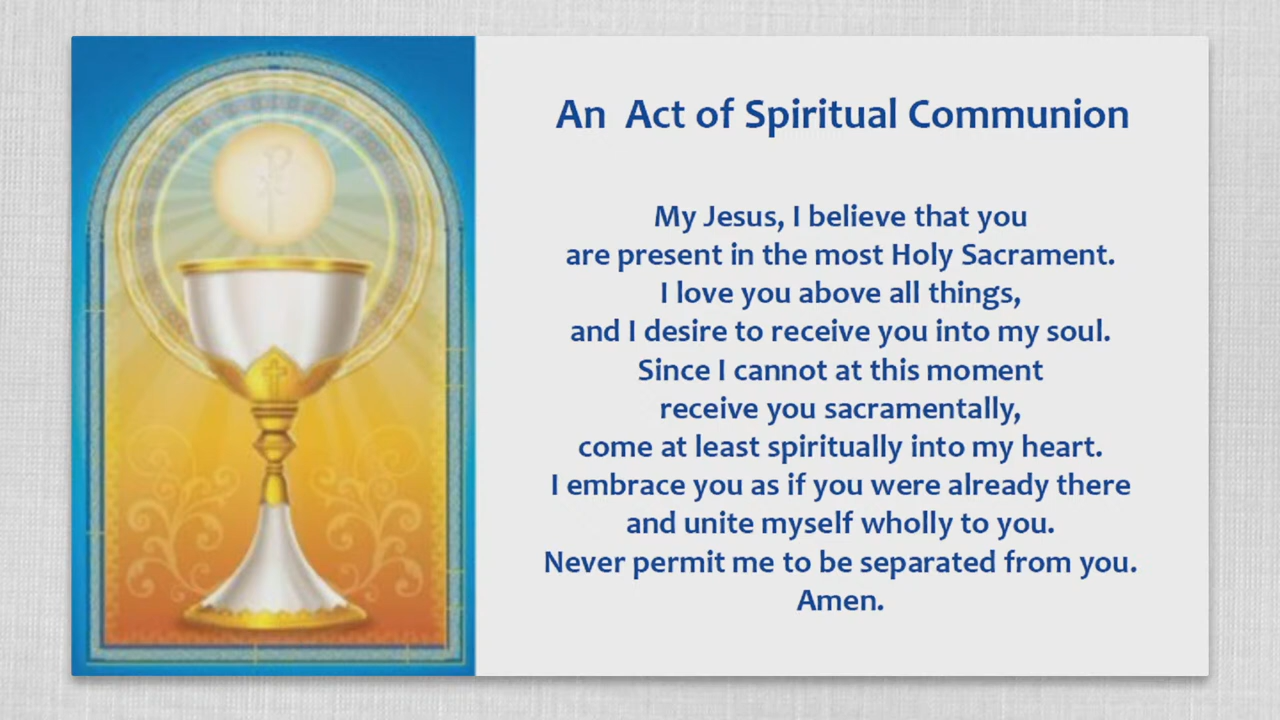 An Act of Spiritual Communion
My Jesus, I believe that you
are present in the most Holy Sacrament.
I love you above all things,
and I desire to receive you into my soul.
Since I cannot at this moment
receive you sacramentally,
come at least spiritually into my heart.
I embrace you as if you were already there
and unite myself wholly to you.
Never permit me to be separated from you.
Amen.